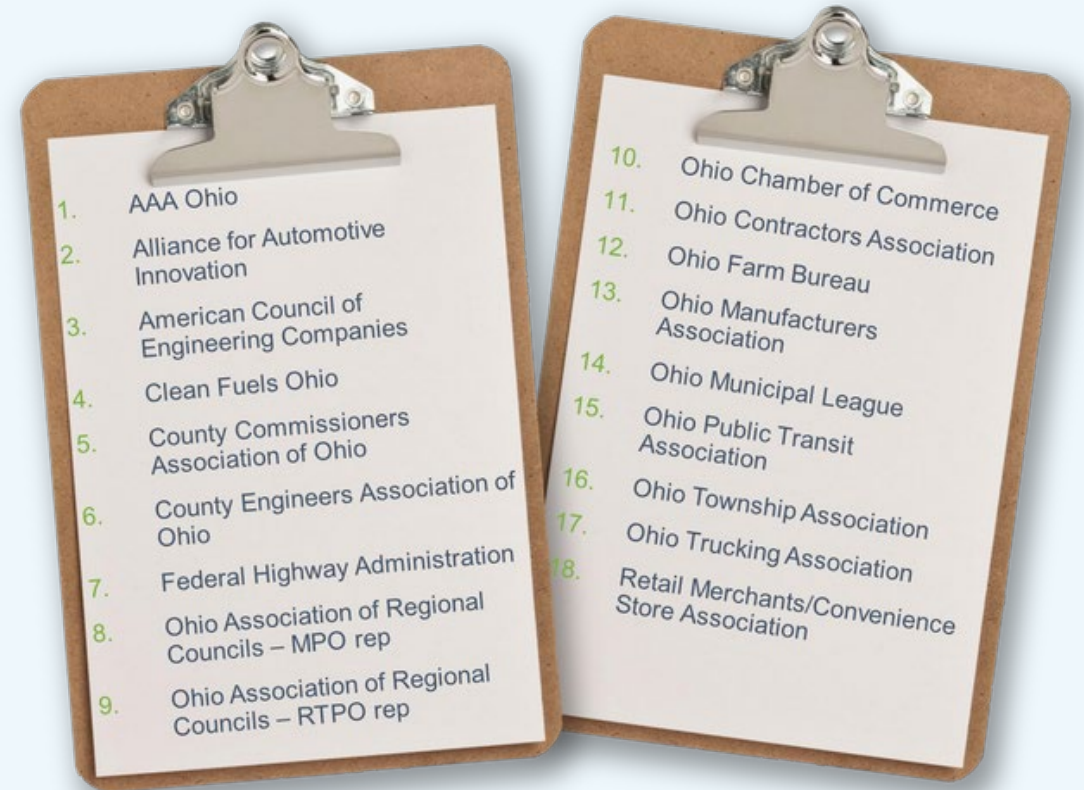 1. AAA Ohio
2. Alliance for Automotive
Innovation
3. American Council of
Engineering Companies
4. Clean Fuels Ohio
5. County Commissioners
Association of Ohio
6. County Engineers Association of
Ohio
7. Federal Highway Administration
8. Ohio Association of Regional
Councils – MPO rep
9. Ohio Association of Regional
Councils – RTPO rep
10. Ohio Chamber of Commerce
11. Ohio Contractors Association
12. Ohio Farm Bureau
13. Ohio Manufacturers
Association
14. Ohio Municipal League
15. Ohio Public Transit
Association
16. Ohio Township Association
17. Ohio Trucking Association
18. Retail Merchants/Convenience
Store Association